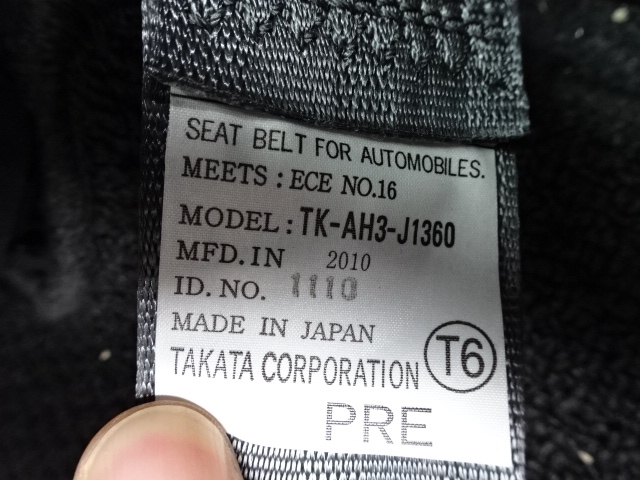 SEAT BELT FOR AUTOMOBILES.
MEETS : ECE NO.16
MODEL : TK-AH3-J1360
MFD.IN 2010
ID. NO. 1110
MADE IN JAPAN
TAKATA CORPORATION T6
PRE